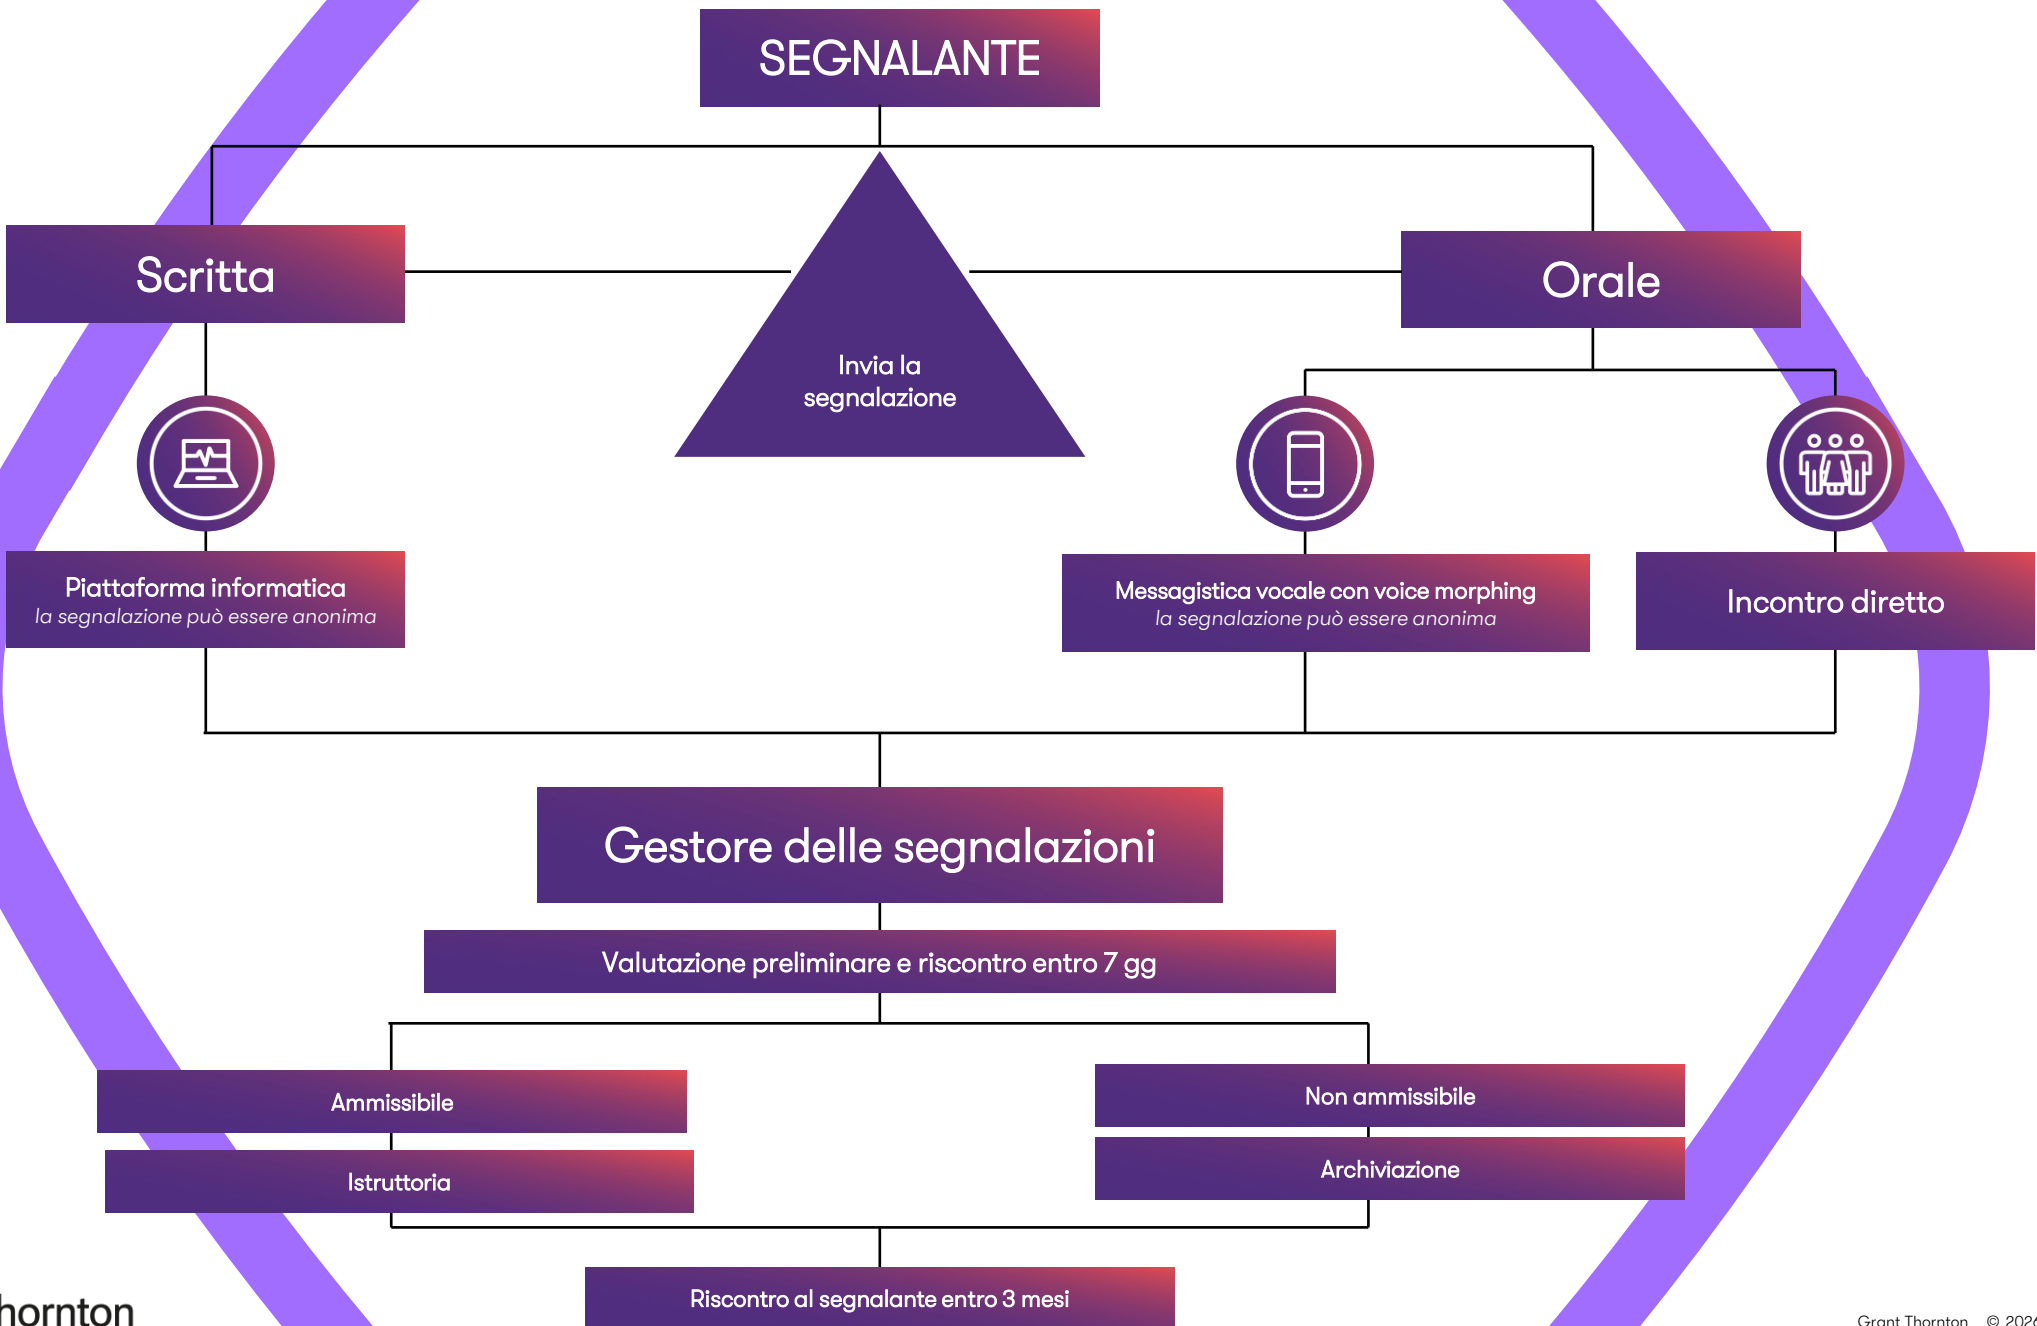 SEGNALANTE
Scritta
Orale
Invia la
segnalazione
Piattaforma informatica
la segnalazione può essere anonima
Messagistica vocale con voice morphing
la segnalazione può essere anonima
Incontro diretto
Gestore delle segnalazioni
Valutazione preliminare e riscontro entro 7 gg
Ammissibile
Non ammissibile
Istruttoria
Archiviazione
Riscontro al segnalante entro 3 mesi
hornton
Grant Thornton © 2026